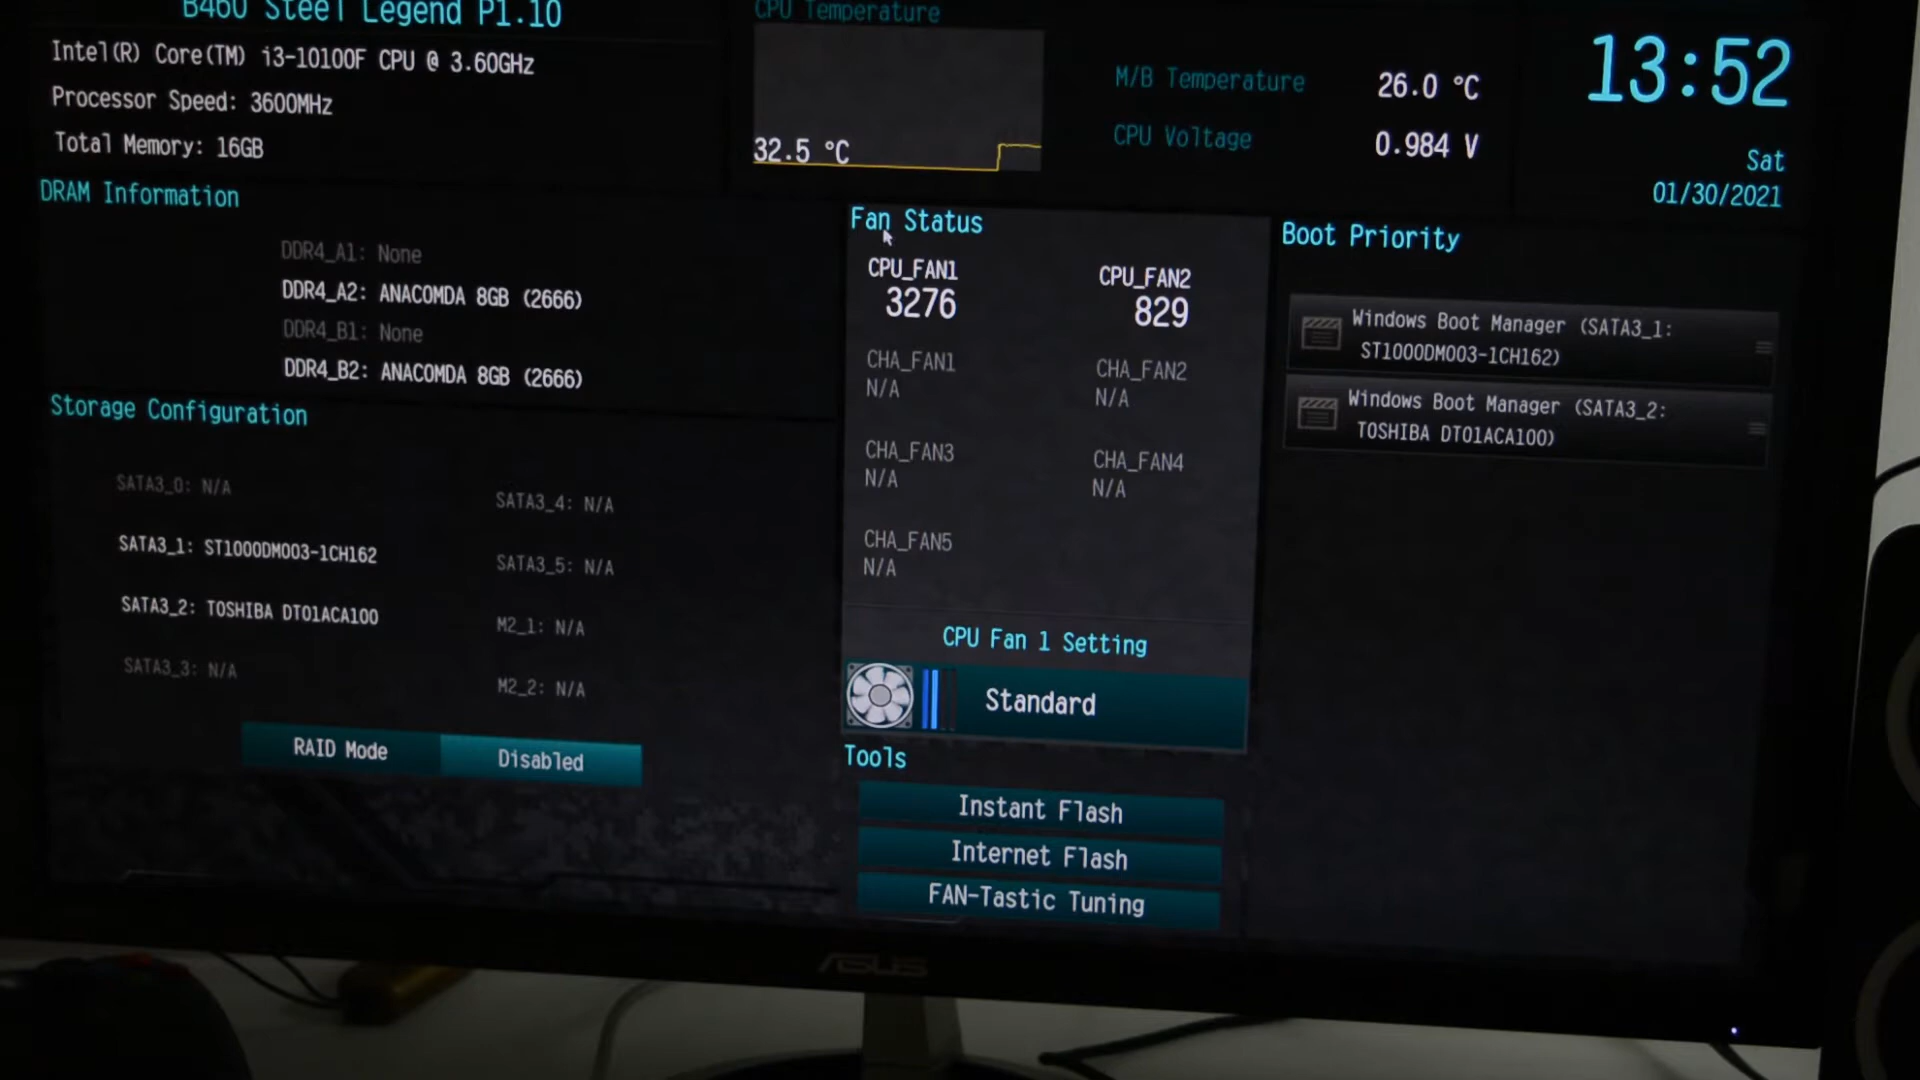 B460 Steel Legend P1.10
Intel(R) Core(TM) i3-10100F CPU @ 3.60GHz
Processor Speed: 3600MHz
Total Memory: 16GB
CPU Temperature
32.5 °C
M/B Temperature 26.0 °C
CPU Voltage 0.984 V
13:52
Sat
01/30/2021
DRAM Information
DDR4_A1: None
DDR4_A2: ANACOMDA 8GB (2666)
DDR4_B1: None
DDR4_B2: ANACOMDA 8GB (2666)
Storage Configuration
SATA3_0: N/A
SATA3_1: ST1000DM003-1CH162
SATA3_2: TOSHIBA DT01ACA100
SATA3_3: N/A
SATA3_4: N/A
SATA3_5: N/A
M2_1: N/A
M2_2: N/A
RAID Mode Disabled
Fan Status
CPU_FAN1 CPU_FAN2
3276 829
CHA_FAN1 CHA_FAN2
N/A N/A
CHA_FAN3 CHA_FAN4
N/A N/A
CHA_FAN5
N/A
CPU Fan 1 Setting
Standard
Tools
Instant Flash
Internet Flash
FAN-Tastic Tuning
Boot Priority
Windows Boot Manager (SATA3_1:
ST1000DM003-1CH162)
Windows Boot Manager (SATA3_2:
TOSHIBA DT01ACA100)
ASUS